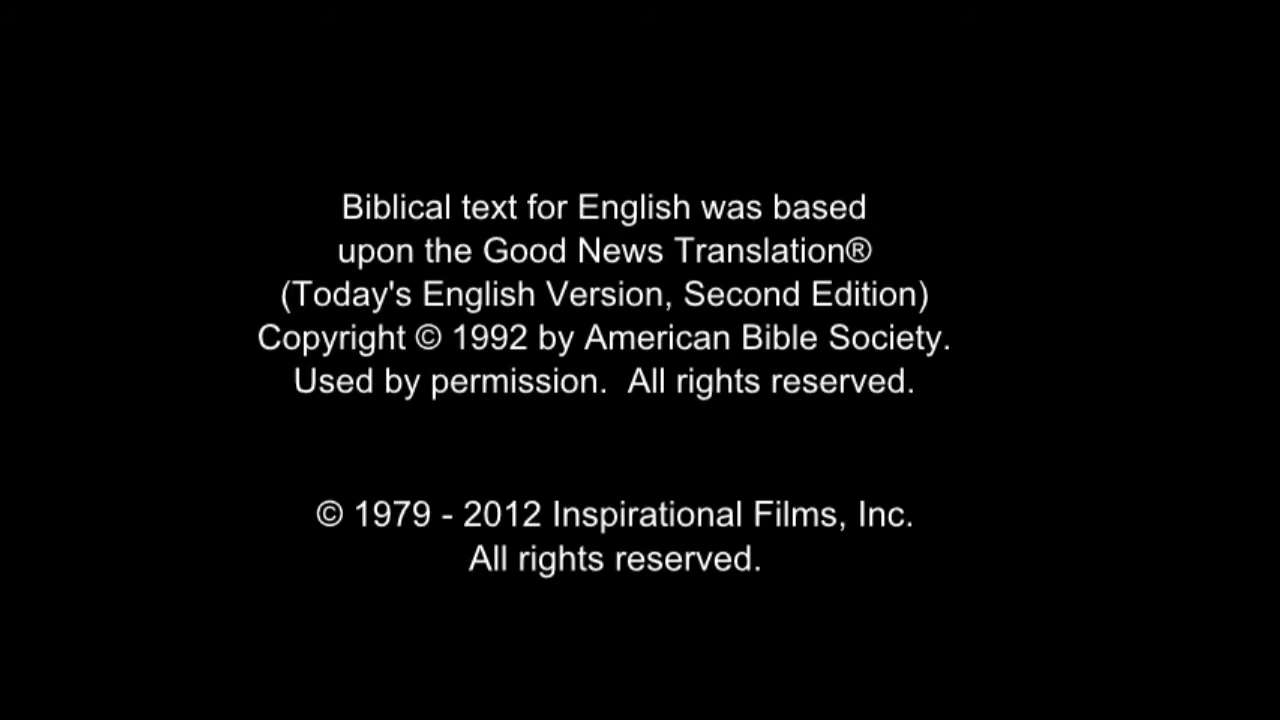 Biblical text for English was based
upon the Good News Translation®
(Today's English Version, Second Edition)
Copyright © 1992 by American Bible Society.
Used by permission.  All rights reserved.
© 1979 - 2012 Inspirational Films, Inc.
All rights reserved.